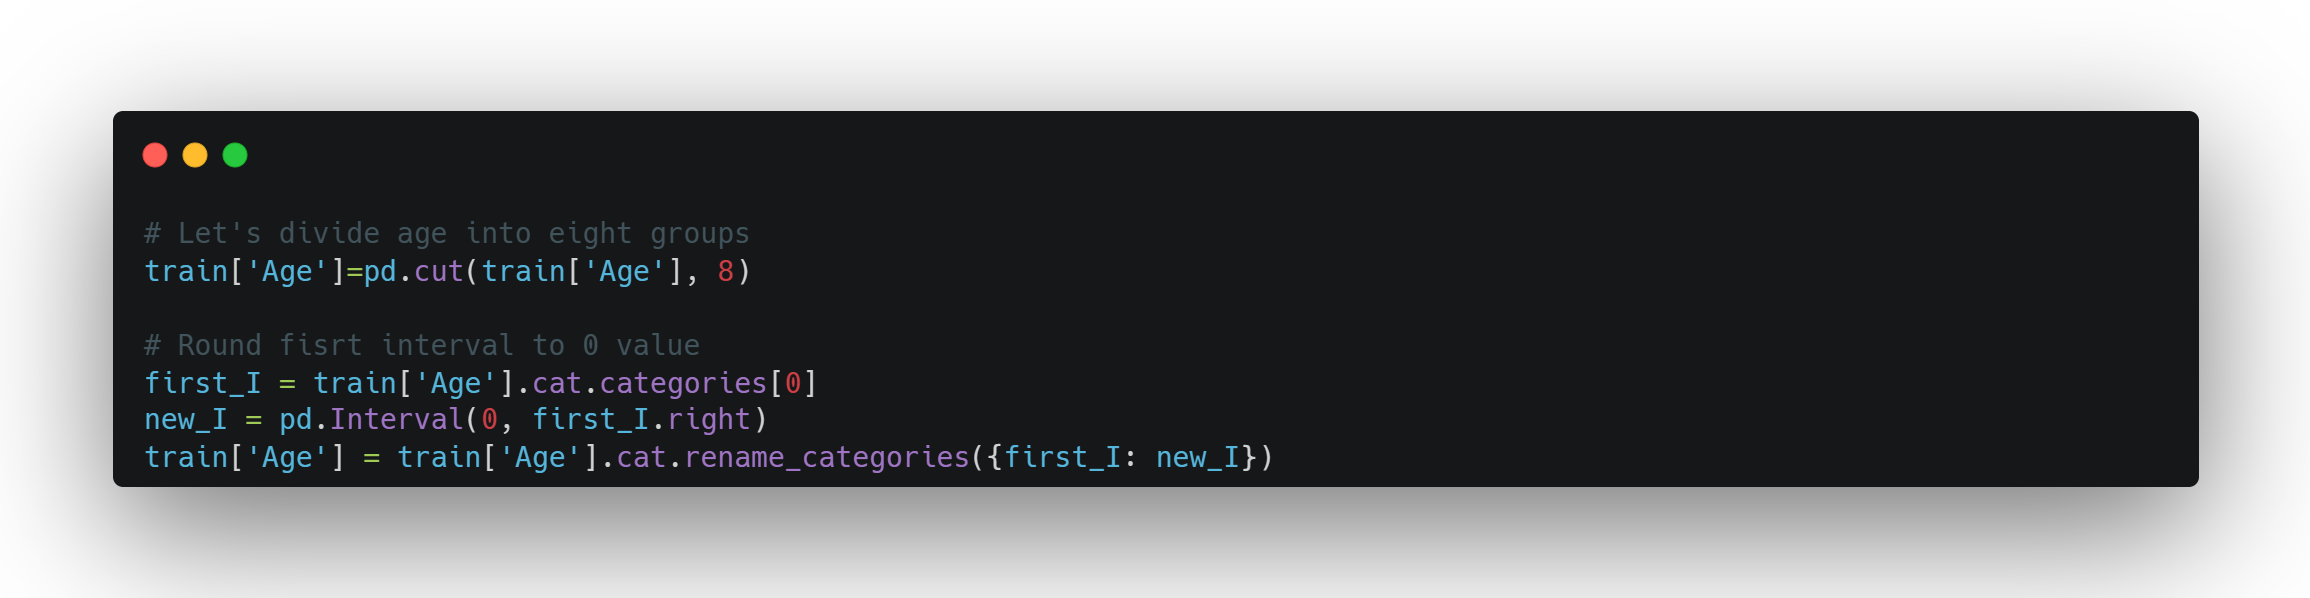 # Let's divide age into eight groups
train['Age']=pd.cut(train['Age'], 8)
# Round fisrt interval to 0 value
first_I = train['Age'].cat.categories[0]
new_I = pd.Interval(0, first_I.right)
train['Age'] = train['Age'].cat.rename_categories({first_I: new_I})